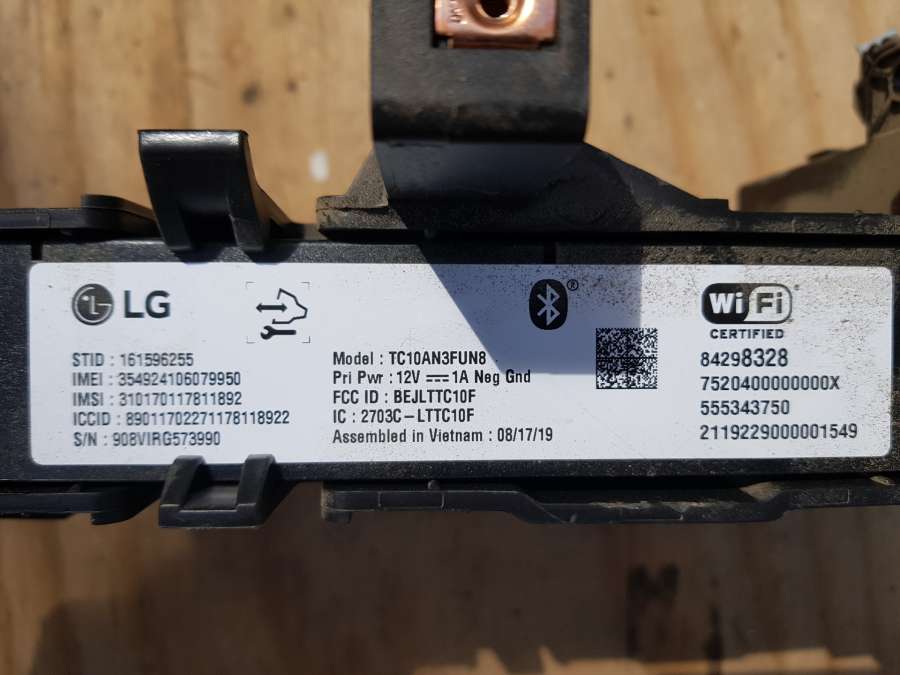 LG
®
WiFi
CERTIFIED
STID : 161596255
IMEI : 354924106079950
IMSI : 310170117811892
ICCID : 89011702271178118922
S/N : 908VIRG573990
Model : TC10AN3FUN8
Pri Pwr : 12V ⎓ 1A Neg Gnd
FCC ID : BEJLTTC10F
IC : 2703C-LTTC10F
Assembled in Vietnam : 08/17/19
84298328
7520400000000X
555343750
2119229000001549